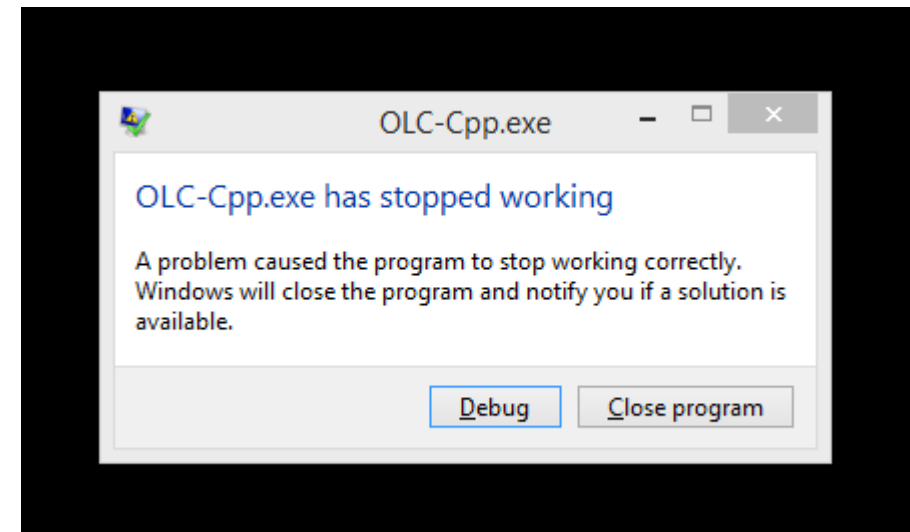 OLC-Cpp.exe
OLC-Cpp.exe has stopped working
A problem caused the program to stop working correctly.
Windows will close the program and notify you if a solution is
available.
Debug
Close program